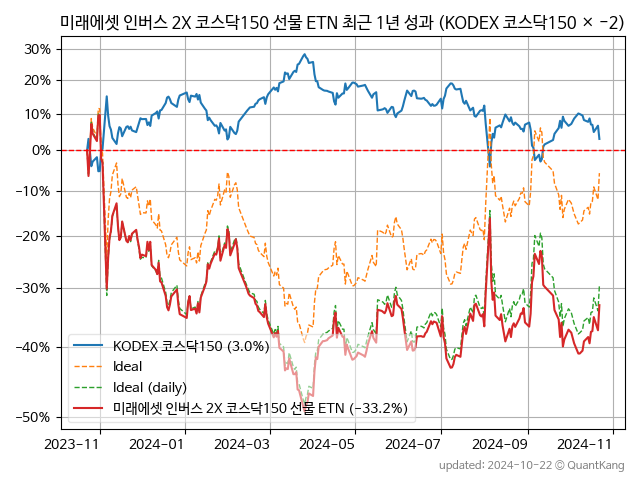 미래에셋 인버스 2X 코스닥150 선물 ETN 최근 1년 성과 (KODEX 코스닥150 × −2)
30%
20%
10%
0%
−10%
−20%
−30%
−40%
−50%
KODEX 코스닥150 (3.0%)
Ideal
Ideal (daily)
미래에셋 인버스 2X 코스닥150 선물 ETN (−33.2%)
2023-11
2024-01
2024-03
2024-05
2024-07
2024-09
2024-11
updated: 2024-10-22 © QuantKang